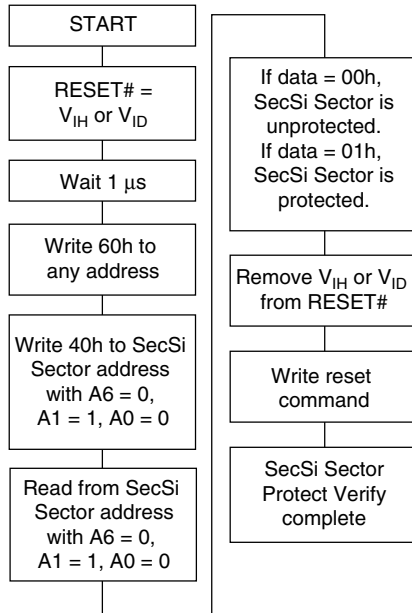 START
RESET# =
V_IH or V_ID
Wait 1 μs
Write 60h to
any address
Write 40h to SecSi
Sector address
with A6 = 0,
A1 = 1, A0 = 0
Read from SecSi
Sector address
with A6 = 0,
A1 = 1, A0 = 0
If data = 00h,
SecSi Sector is
unprotected.
If data = 01h,
SecSi Sector is
protected.
Remove V_IH or V_ID
from RESET#
Write reset
command
SecSi Sector
Protect Verify
complete